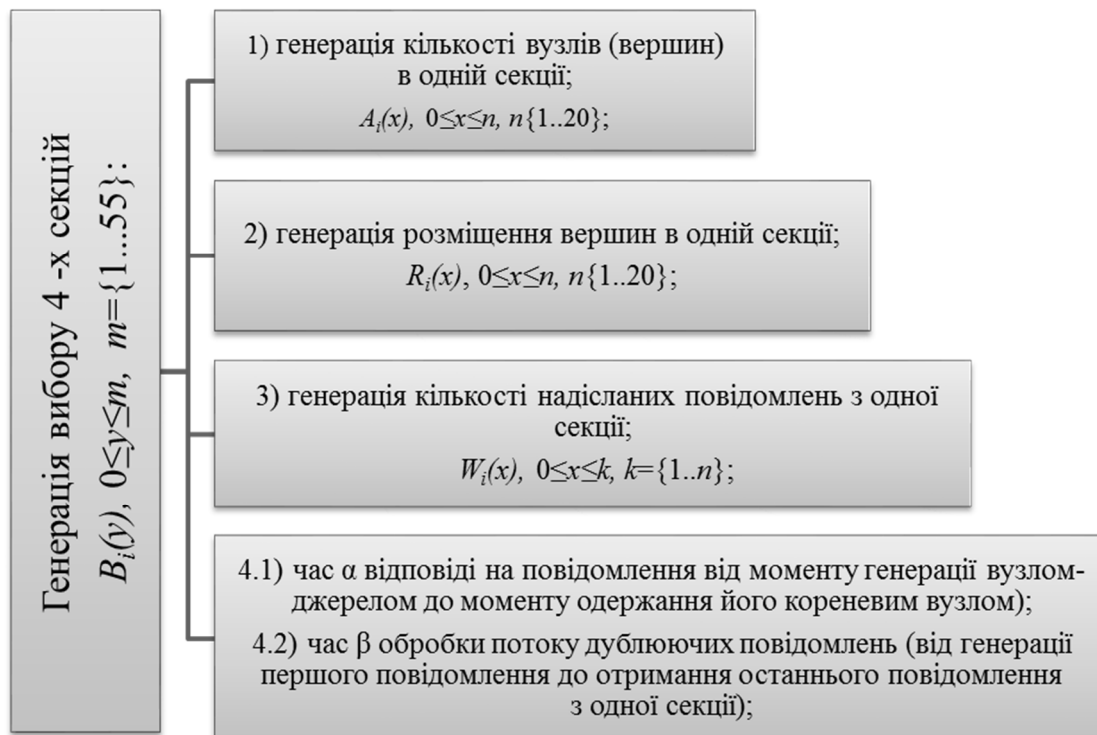 Генерація вибору 4 -х секцій
Bᵢ(y), 0≤y≤m, m={1...55}:
1) генерація кількості вузлів (вершин)
в одній секції;
Aᵢ(x), 0≤x≤n, n{1..20};
2) генерація розміщення вершин в одній секції;
Rᵢ(x), 0≤x≤n, n{1..20};
3) генерація кількості надісланих повідомлень з одної
секції;
Wᵢ(x), 0≤x≤k, k={1..n};
4.1) час α відповіді на повідомлення від моменту генерації вузлом-
джерелом до моменту одержання його кореневим вузлом);
4.2) час β обробки потоку дублюючих повідомлень (від генерації
першого повідомлення до отримання останнього повідомлення
з одної секції);